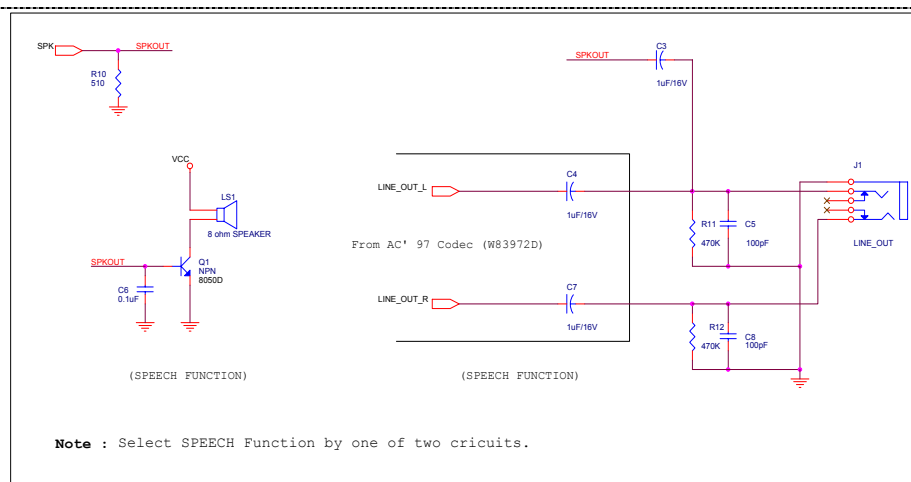 SPK
SPKOUT
R10
510
SPKOUT
C3
1uF/16V
VCC
LS1
8 ohm SPEAKER
SPKOUT
Q1
NPN
8050D
C6
0.1uF
(SPEECH FUNCTION)
LINE_OUT_L
C4
1uF/16V
From AC' 97 Codec (W83972D)
LINE_OUT_R
C7
1uF/16V
R11
470K
C5
100pF
R12
470K
C8
100pF
J1
LINE_OUT
(SPEECH FUNCTION)
Note : Select SPEECH Function by one of two cricuits.